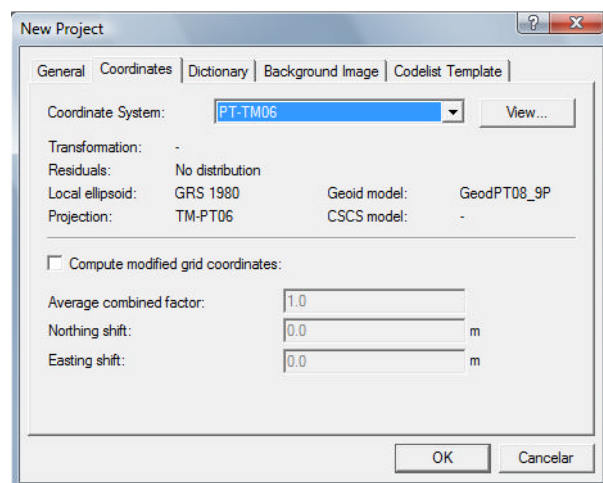 New Project
General Coordinates Dictionary Background Image Codelist Template
Coordinate System: PT-TM06 View...
Transformation: -
Residuals: No distribution
Local ellipsoid: GRS 1980 Geoid model: GeodPT08_9P
Projection: TM-PT06 CSCS model: -
Compute modified grid coordinates:
Average combined factor: 1.0
Northing shift: 0.0 m
Easting shift: 0.0 m
OK Cancelar